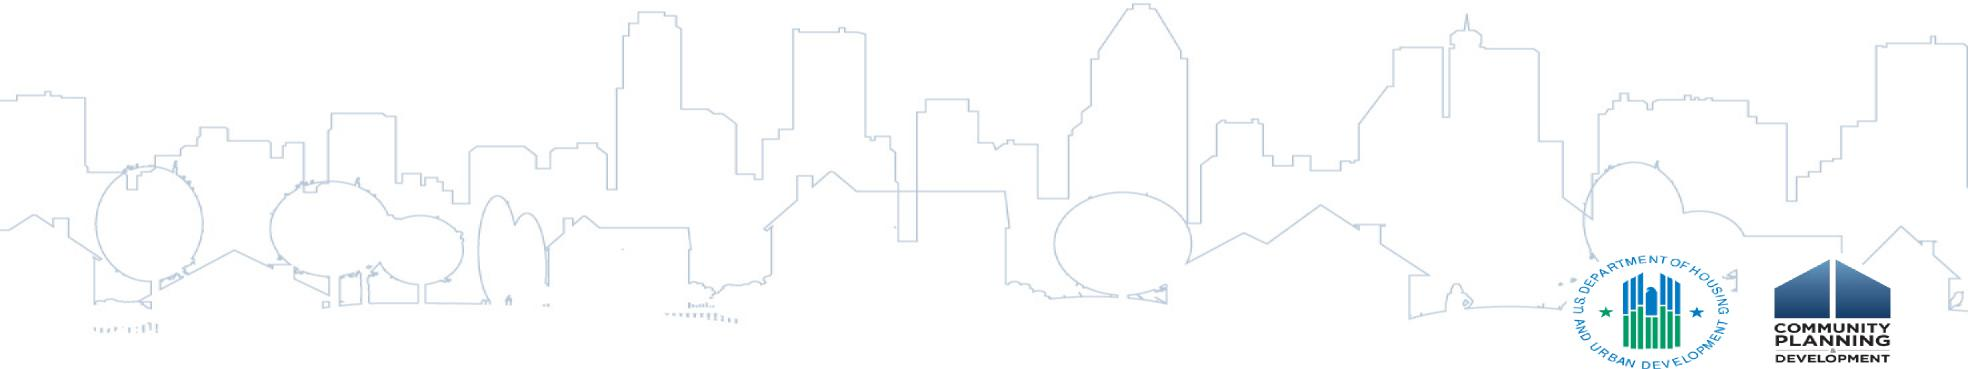 U.S. DEPARTMENT OF HOUSING
AND URBAN DEVELOPMENT
COMMUNITY
PLANNING
&
DEVELOPMENT